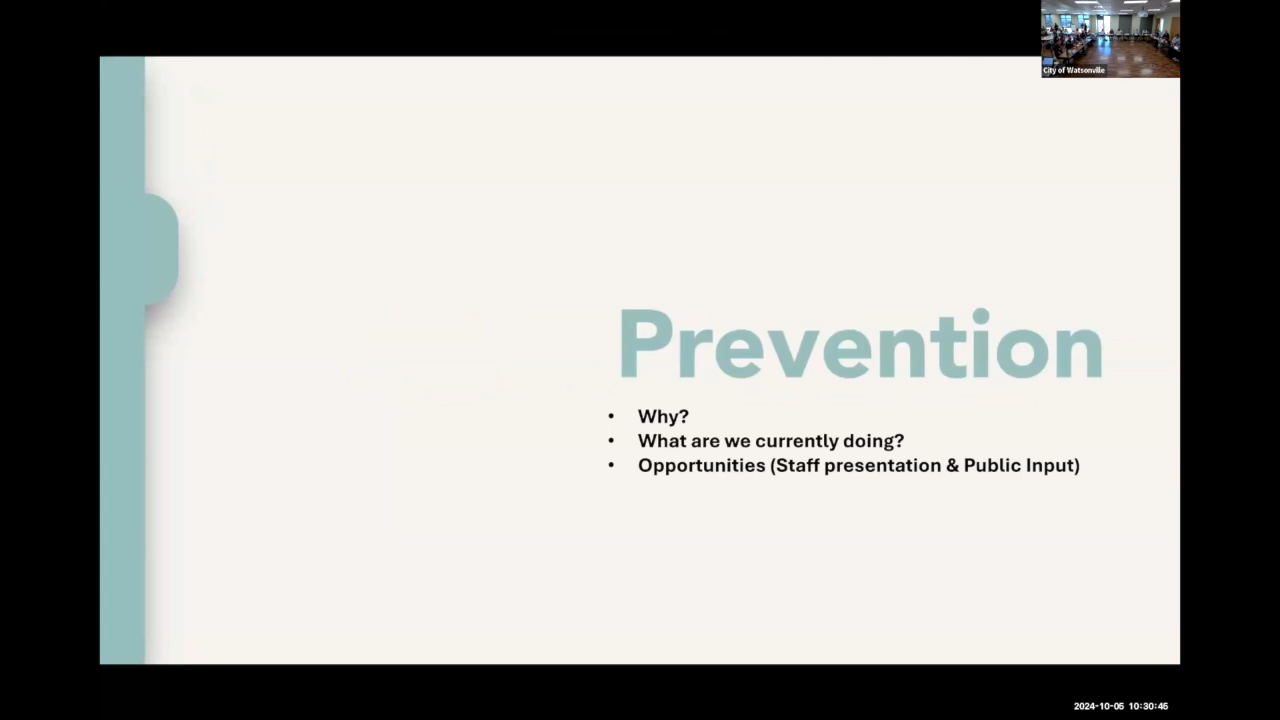 City of Watsonville
Prevention
• Why?
• What are we currently doing?
• Opportunities (Staff presentation & Public Input)
2024-10-05 10:30:45